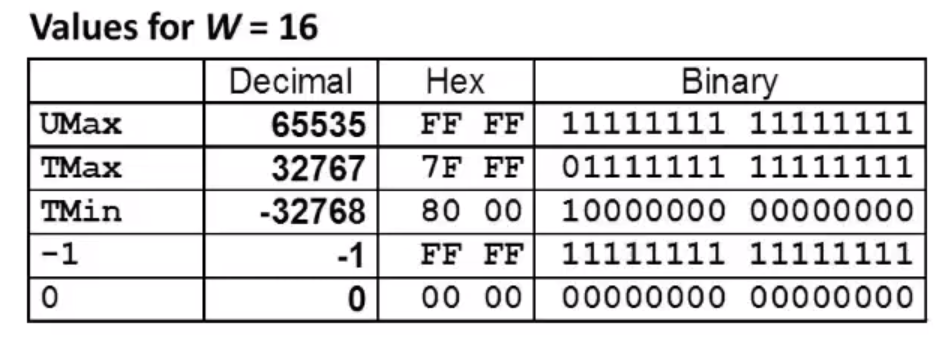 Values for W = 16
Decimal Hex Binary
UMax 65535 FF FF 11111111 11111111
TMax 32767 7F FF 01111111 11111111
TMin -32768 80 00 10000000 00000000
-1 -1 FF FF 11111111 11111111
0 0 00 00 00000000 00000000